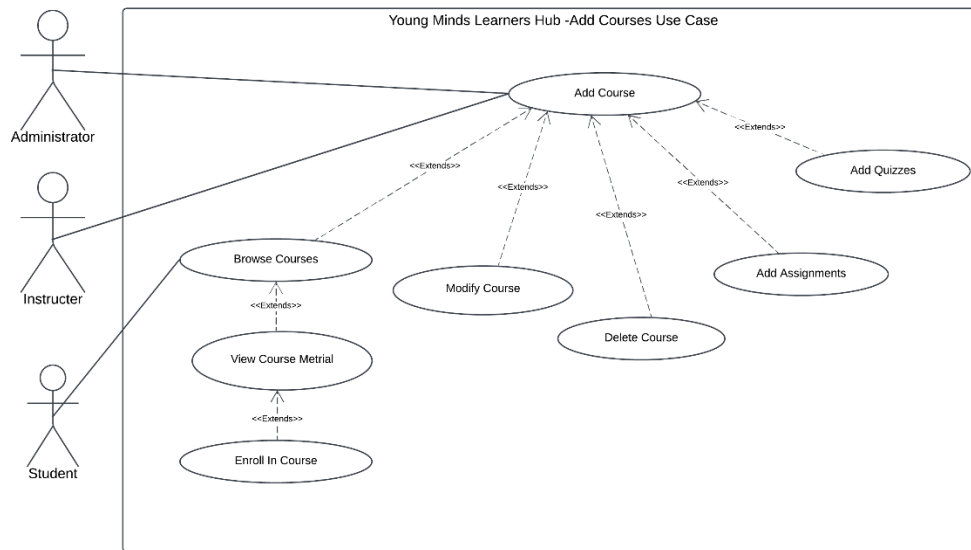 Young Minds Learners Hub -Add Courses Use Case
Administrator
Add Course
<<Extends>>
Add Quizzes
<<Extends>>
<<Extends>>
<<Extends>>
<<Extends>>
Instructer
Browse Courses
Modify Course
Add Assignments
<<Extends>>
Delete Course
View Course Metrial
<<Extends>>
Student
Enroll In Course